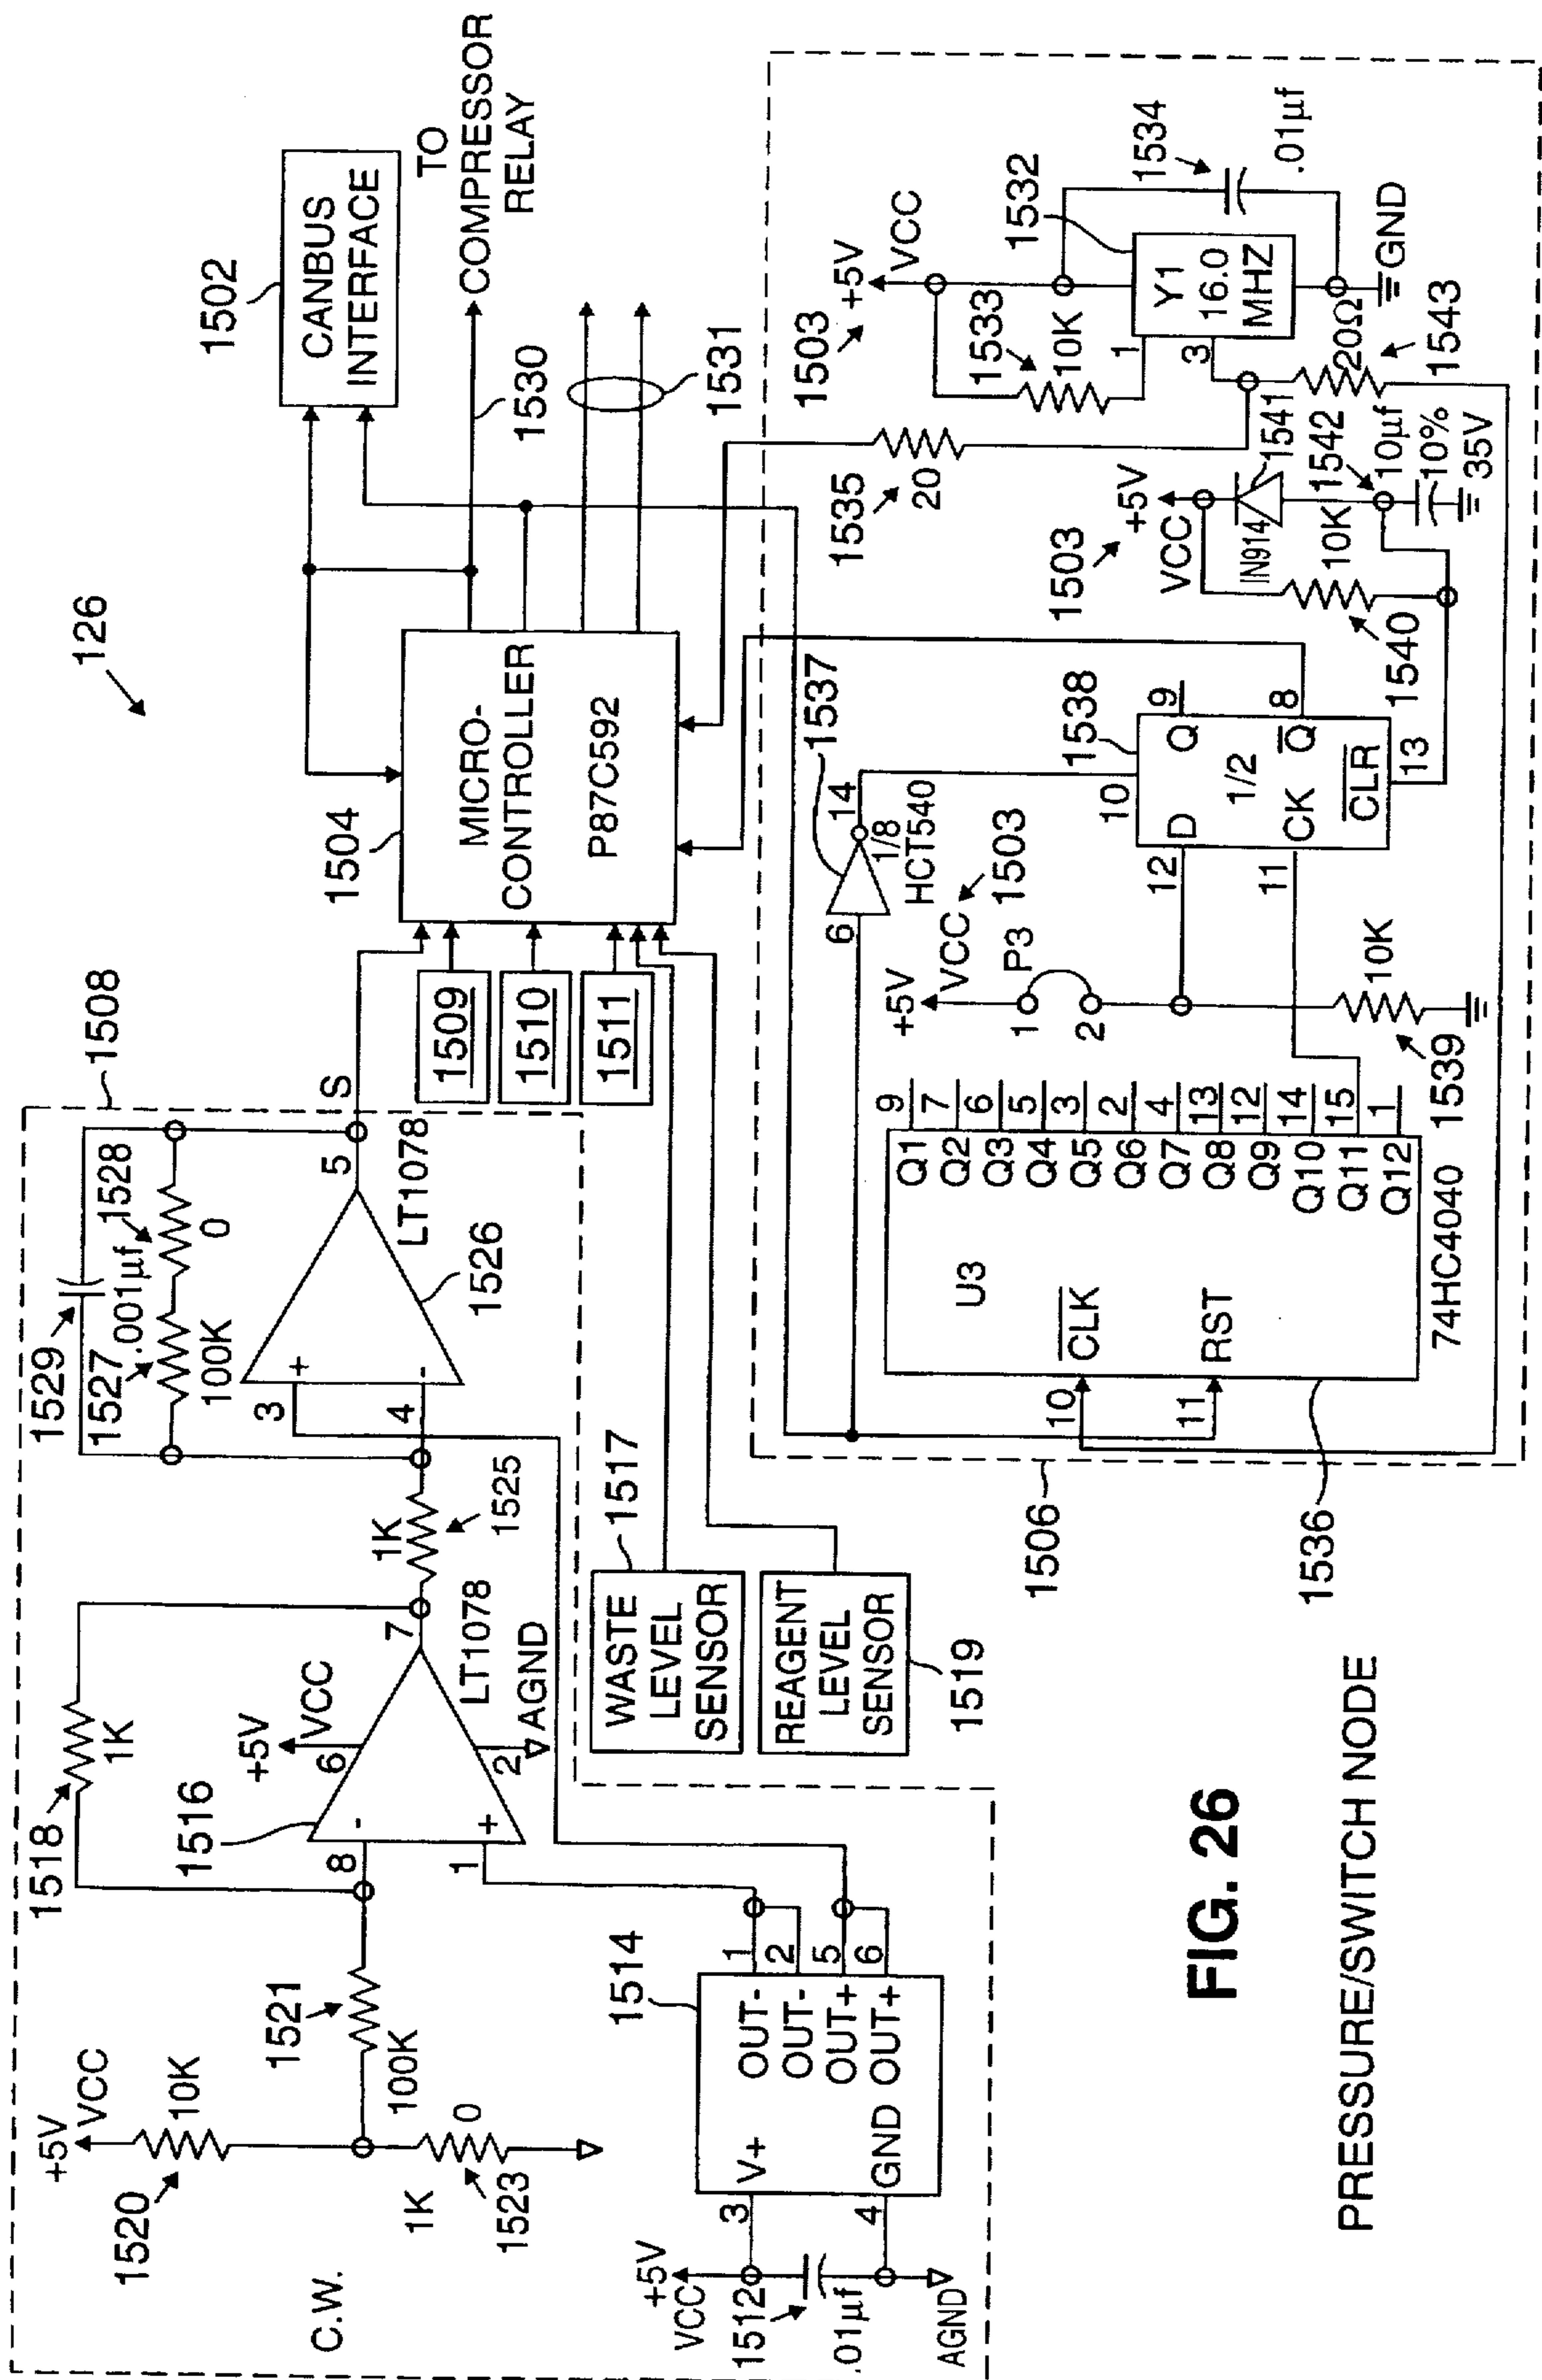 126
1502
CANBUS
INTERFACE
TO
COMPRESSOR
RELAY
1530
1531
1504
MICRO-
CONTROLLER
P87C592
1508
S
1509
1510
1511
1529
.001µf
1528
1527
100K
0
3
+
4
-
5
LT1078
1526
1525
1K
1518
1K
1516
+5V
VCC
6
8
-
1
+
7
2
LT1078
AGND
+5V
VCC
10K
1520
1521
100K
0
1K
1523
C.W.
1514
V+
OUT-
OUT-
OUT+
GND OUT+
1
2
5
6
3
4
+5V
VCC
1512
.01µf
AGND
WASTE
LEVEL
SENSOR
1517
REAGENT
LEVEL
SENSOR
1519
1506
1503
+5V
VCC
1532
1534
.01µf
1533
10K
1
3
Y1
16.0
MHZ
GND
20Ω
1543
1535
20
1503
+5V
VCC
IN914
1541
1542
10µf
10%
35V
10K
1540
1537
6
14
1/8
HCT540
1538
10
12
D
Q
9
1/2
11
CK
Q
8
CLR
13
+5V
VCC
1503
P3
1
2
10K
1539
U3
CLK
RST
10
11
Q1
9
Q2
7
Q3
6
Q4
5
Q5
3
Q6
2
Q7
4
Q8
13
Q9
12
Q10
14
Q11
15
Q12
1
74HC4040
1536
FIG. 26
PRESSURE/SWITCH NODE